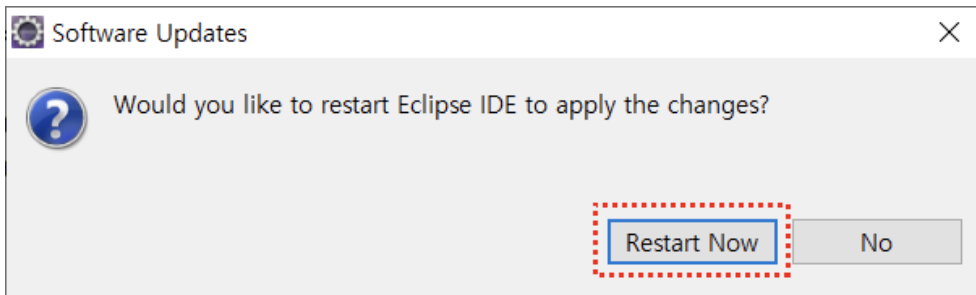 Software Updates
Would you like to restart Eclipse IDE to apply the changes?
Restart Now No